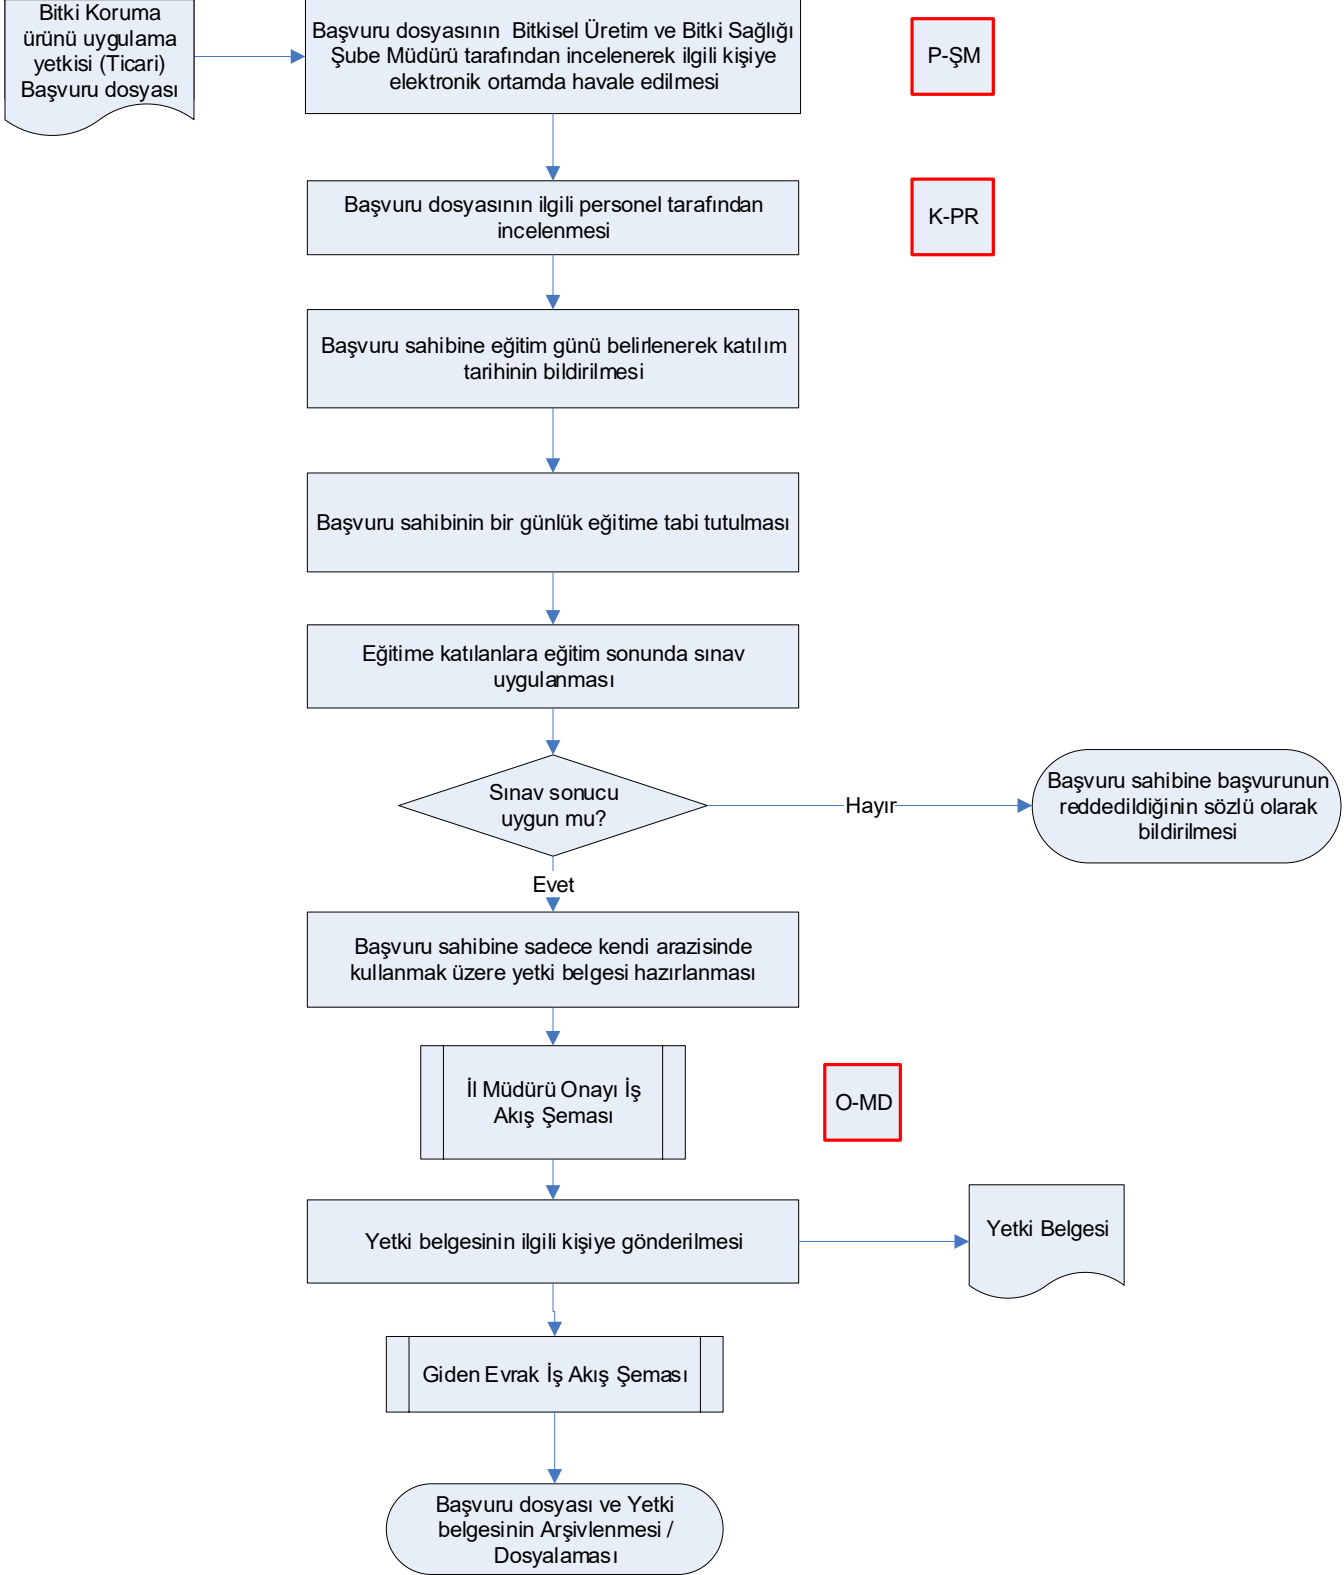 Bitki Koruma
ürünü uygulama
yetkisi (Ticari)
Başvuru dosyası
Başvuru dosyasının  Bitkisel Üretim ve Bitki Sağlığı
Şube Müdürü tarafından incelenerek ilgili kişiye
elektronik ortamda havale edilmesi
P-ŞM
Başvuru dosyasının ilgili personel tarafından
incelenmesi
K-PR
Başvuru sahibine eğitim günü belirlenerek katılım
tarihinin bildirilmesi
Başvuru sahibinin bir günlük eğitime tabi tutulması
Eğitime katılanlara eğitim sonunda sınav
uygulanması
Sınav sonucu
uygun mu?
Hayır
Başvuru sahibine başvurunun
reddedildiğinin sözlü olarak
bildirilmesi
Evet
Başvuru sahibine sadece kendi arazisinde
kullanmak üzere yetki belgesi hazırlanması
İl Müdürü Onayı İş
Akış Şeması
O-MD
Yetki belgesinin ilgili kişiye gönderilmesi
Yetki Belgesi
Giden Evrak İş Akış Şeması
Başvuru dosyası ve Yetki
belgesinin Arşivlenmesi /
Dosyalaması